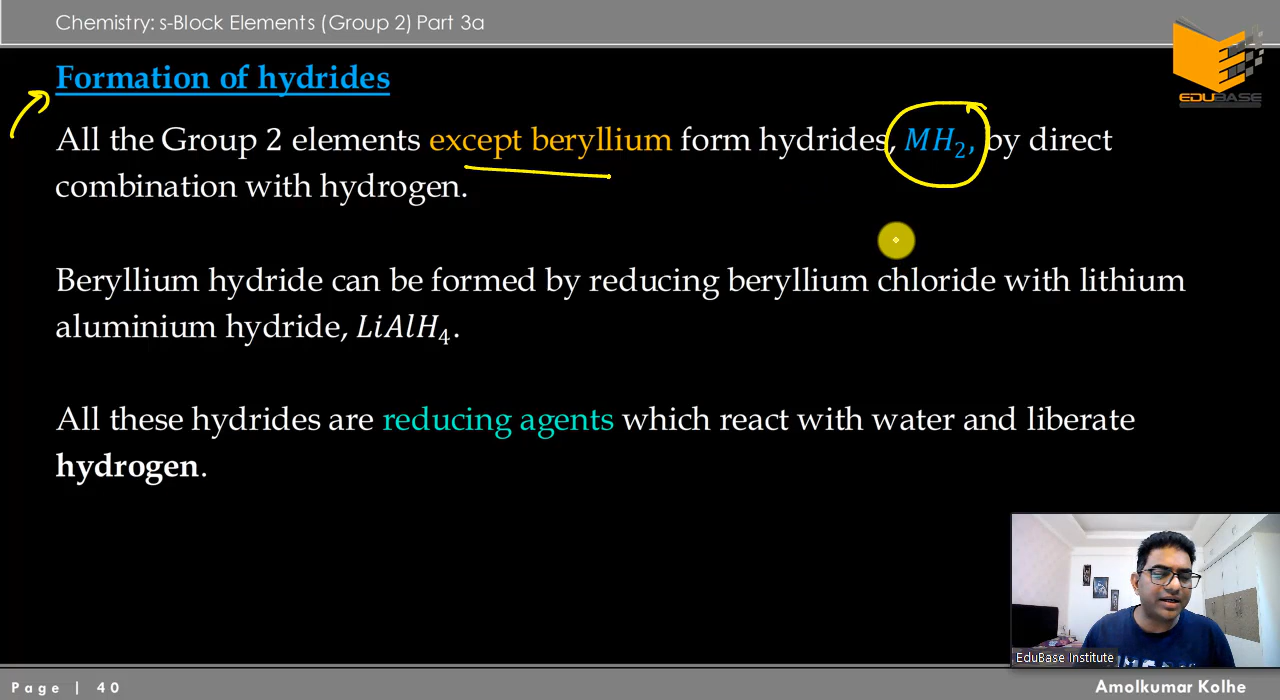 Chemistry: s-Block Elements (Group 2) Part 3a
EDUBASE
Formation of hydrides
All the Group 2 elements except beryllium form hydrides, MH₂, by direct
combination with hydrogen.
Beryllium hydride can be formed by reducing beryllium chloride with lithium
aluminium hydride, LiAlH₄.
All these hydrides are reducing agents which react with water and liberate
hydrogen.
EduBase Institute
Page | 40
Amolkumar Kolhe